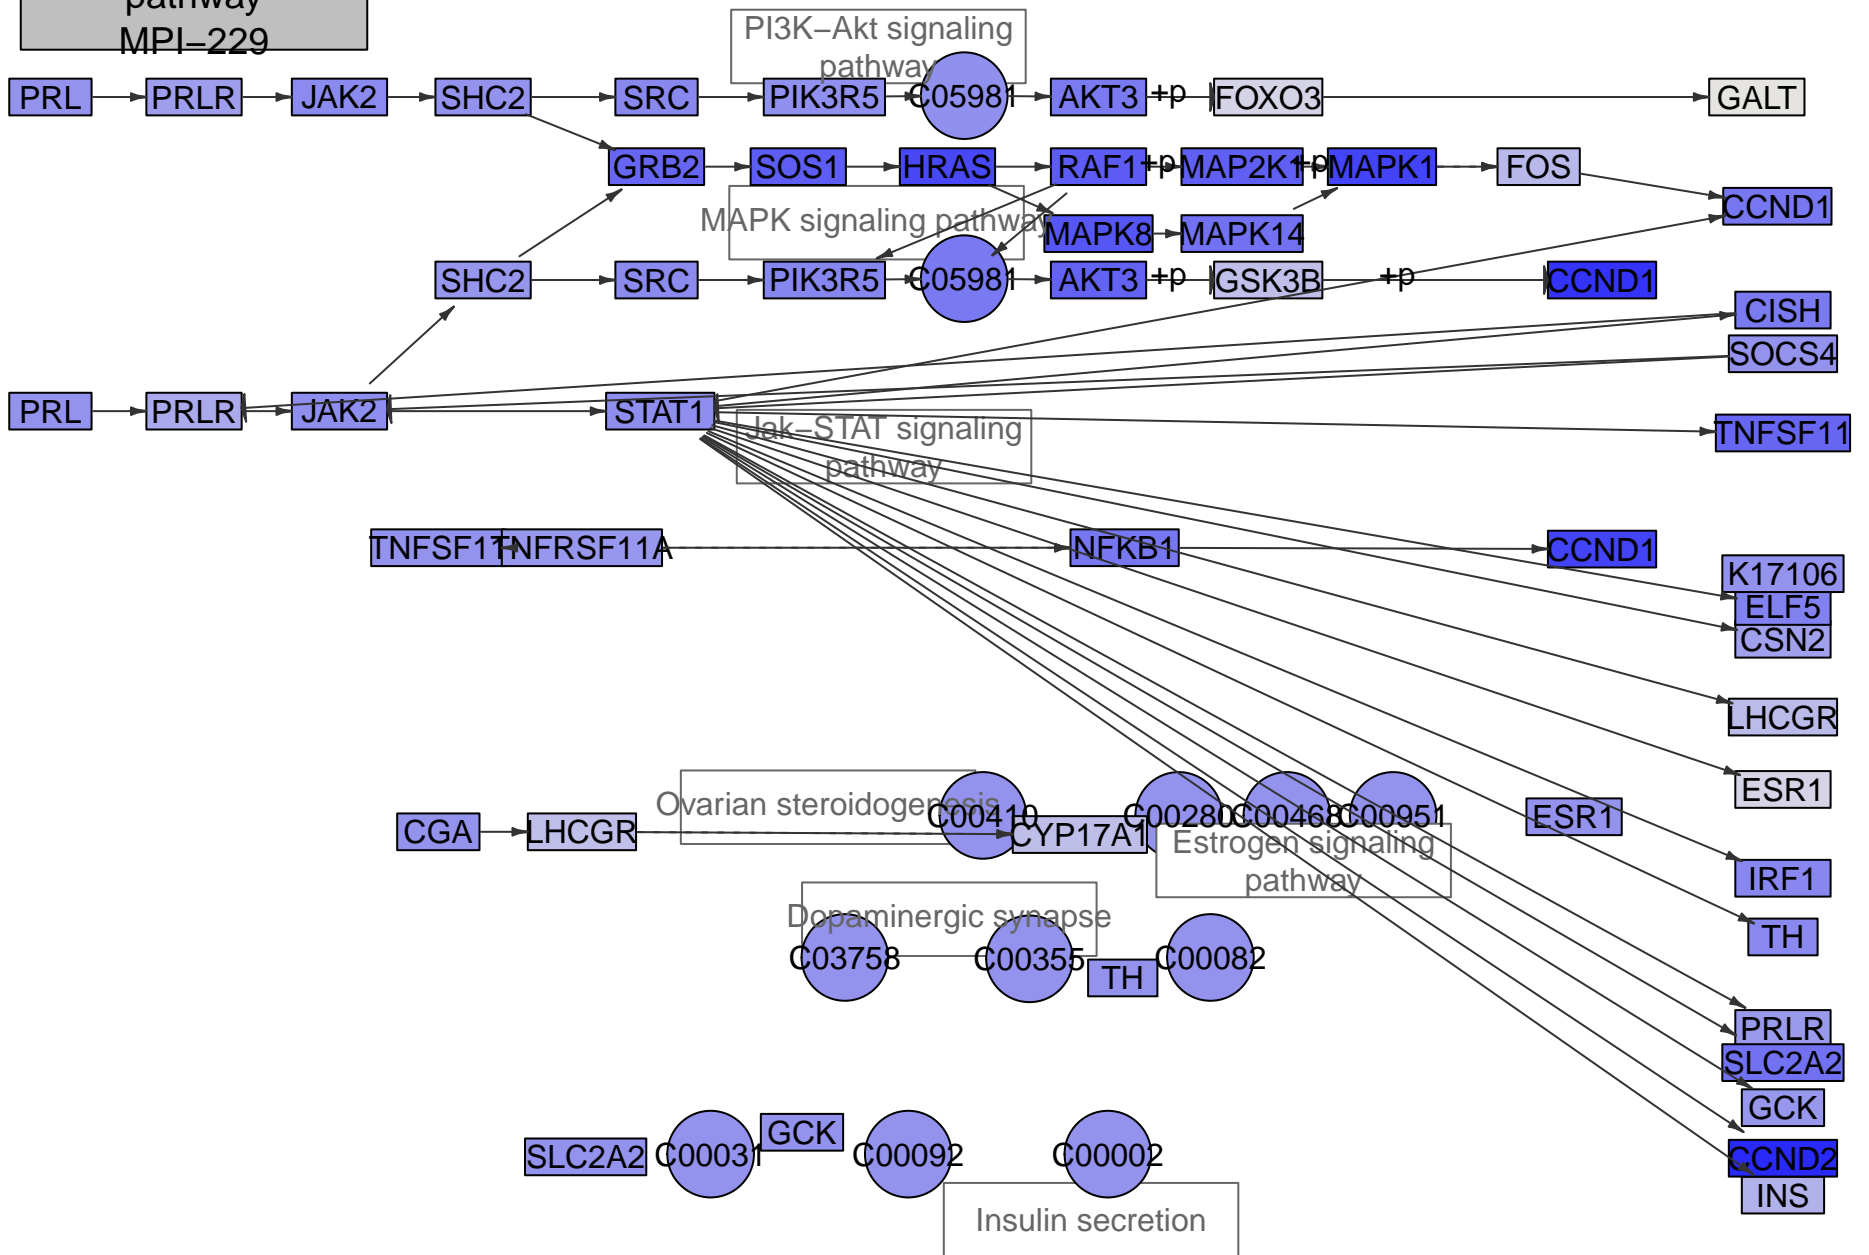 pathway
MPI−229
PI3K−Akt signaling
pathway
PRL
PRLR
JAK2
SHC2
SRC
PIK3R5
C05981
AKT3
+p
FOXO3
GALT
GRB2
SOS1
HRAS
RAF1
+p
MAP2K1
+p
MAPK1
FOS
CCND1
MAPK signaling pathway
MAPK8
MAPK14
SHC2
SRC
PIK3R5
C05981
AKT3
+p
GSK3B
+p
CCND1
CISH
SOCS4
PRL
PRLR
JAK2
STAT1
Jak−STAT signaling
pathway
TNFSF11
TNFSF11
TNFRSF11A
NFKB1
CCND1
K17106
ELF5
CSN2
LHCGR
ESR1
Ovarian steroidogenesis
C00410
C00280
C00468
C00951
ESR1
CGA
LHCGR
CYP17A1
Estrogen signaling
pathway
IRF1
Dopaminergic synapse
TH
C03758
C00355
TH
C00082
PRLR
SLC2A2
GCK
SLC2A2
C00031
GCK
C00092
C00002
CCND2
INS
Insulin secretion